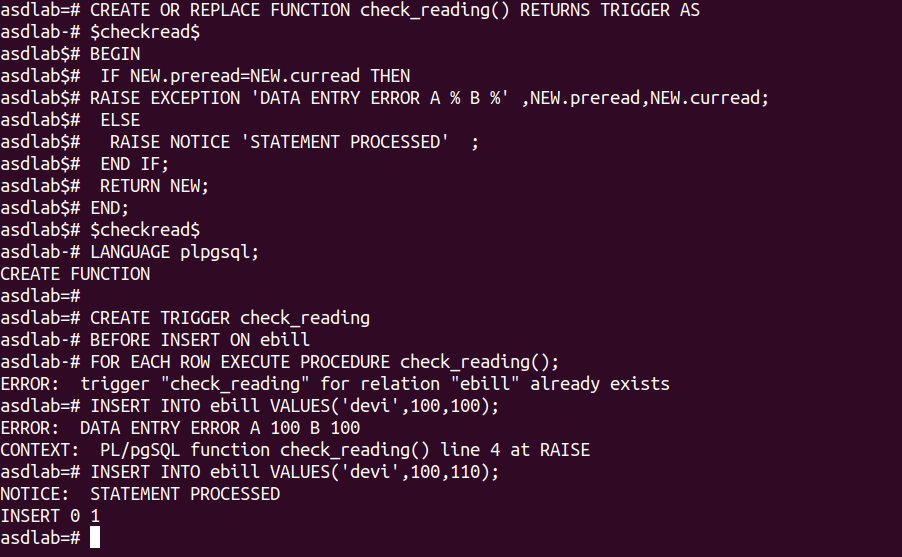 asdlab=# CREATE OR REPLACE FUNCTION check_reading() RETURNS TRIGGER AS
asdlab-# $checkread$
asdlab$# BEGIN
asdlab$#  IF NEW.preread=NEW.curread THEN
asdlab$# RAISE EXCEPTION 'DATA ENTRY ERROR A % B %' ,NEW.preread,NEW.curread;
asdlab$#  ELSE
asdlab$#   RAISE NOTICE 'STATEMENT PROCESSED'  ;
asdlab$#  END IF;
asdlab$#  RETURN NEW;
asdlab$# END;
asdlab$# $checkread$
asdlab-# LANGUAGE plpgsql;
CREATE FUNCTION
asdlab=#
asdlab=# CREATE TRIGGER check_reading
asdlab-# BEFORE INSERT ON ebill
asdlab-# FOR EACH ROW EXECUTE PROCEDURE check_reading();
ERROR:  trigger "check_reading" for relation "ebill" already exists
asdlab=# INSERT INTO ebill VALUES('devi',100,100);
ERROR:  DATA ENTRY ERROR A 100 B 100
CONTEXT:  PL/pgSQL function check_reading() line 4 at RAISE
asdlab=# INSERT INTO ebill VALUES('devi',100,110);
NOTICE:  STATEMENT PROCESSED
INSERT 0 1
asdlab=#